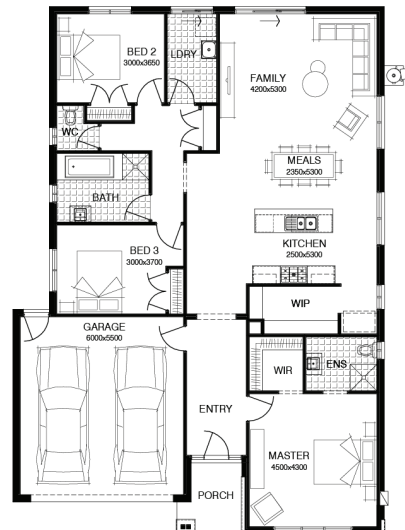 BED 2
3000x3650
LDRY
FAMILY
4200x5300
WC
MEALS
2350x5300
BATH
KITCHEN
2500x5300
BED 3
3000x3700
WIP
GARAGE
6000x5500
WIR
ENS
ENTRY
MASTER
4500x4300
PORCH